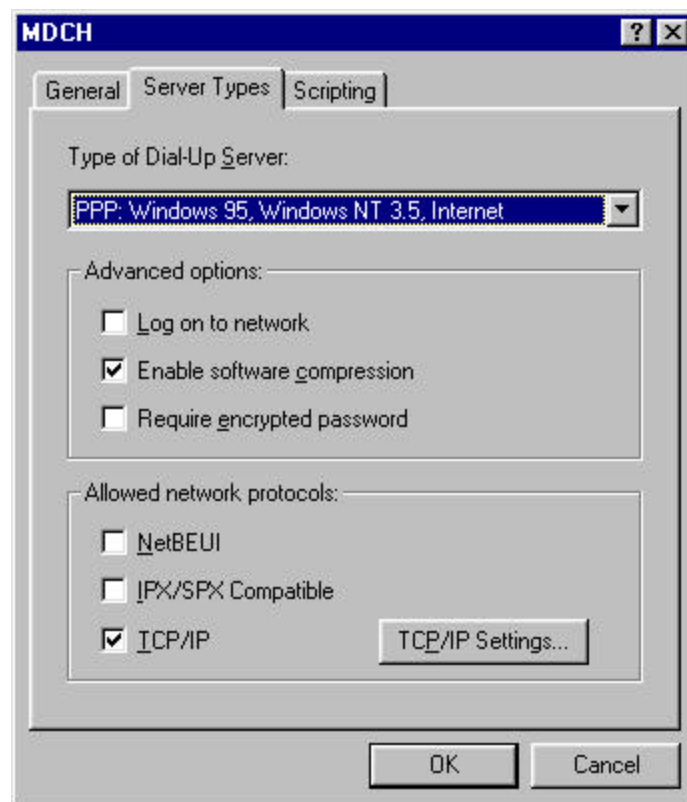 MDCH
General Server Types Scripting
Type of Dial-Up Server:
PPP: Windows 95, Windows NT 3.5, Internet
Advanced options:
Log on to network
Enable software compression
Require encrypted password
Allowed network protocols:
NetBEUI
IPX/SPX Compatible
TCP/IP TCP/IP Settings...
OK Cancel